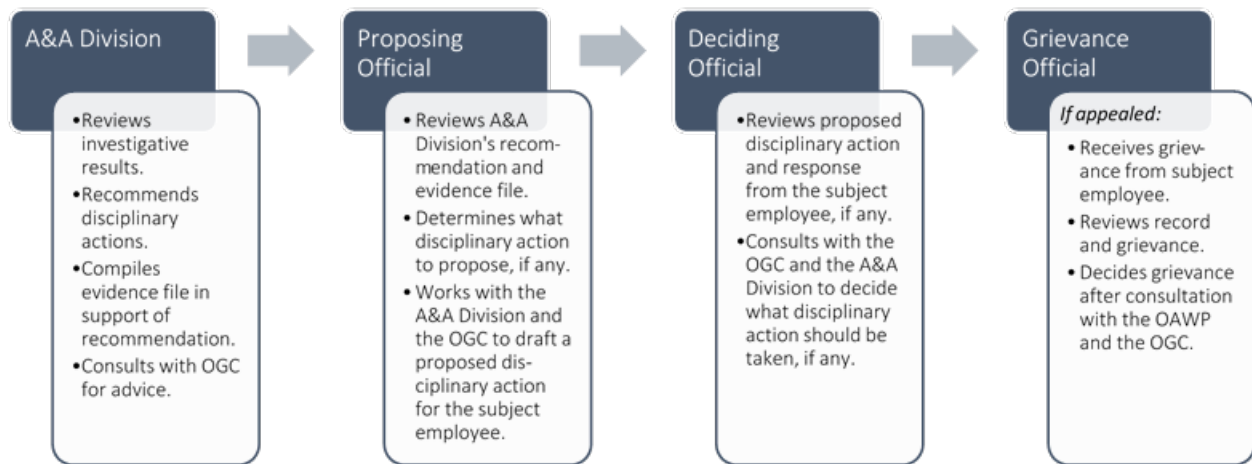 A&A Division
•Reviews
investigative
results.
•Recommends
disciplinary
actions.
•Compiles
evidence file in
support of
recommendation.
•Consults with OGC
for advice.
Proposing
Official
• Reviews A&A
Division's recom-
mendation and
evidence file.
• Determines what
disciplinary action
to propose, if any.
• Works with the
A&A Division and
the OGC to draft a
proposed dis-
ciplinary action
for the subject
employee.
Deciding
Official
•Reviews proposed
disciplinary action
and response
from the subject
employee, if any.
•Consults with the
OGC and the A&A
Division to decide
what disciplinary
action should be
taken, if any.
Grievance
Official
If appealed:
• Receives griev-
ance from subject
employee.
• Reviews record
and grievance.
• Decides grievance
after consultation
with the OAWP
and the OGC.